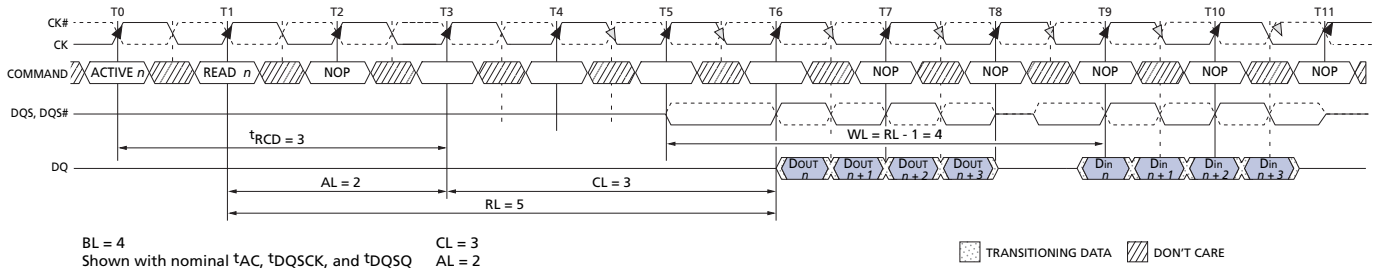 T0 T1 T2 T3 T4 T5 T6 T7 T8 T9 T10 T11
CK#
CK
COMMAND ACTIVE n READ n NOP NOP NOP NOP NOP NOP
DQS, DQS#
tRCD = 3
WL = RL - 1 = 4
DQ DOUT n DOUT n + 1 DOUT n + 2 DOUT n + 3 Din n Din n + 1 Din n + 2 Din n + 3
AL = 2 CL = 3
RL = 5
BL = 4 CL = 3
Shown with nominal tAC, tDQSCK, and tDQSQ AL = 2
TRANSITIONING DATA DON'T CARE